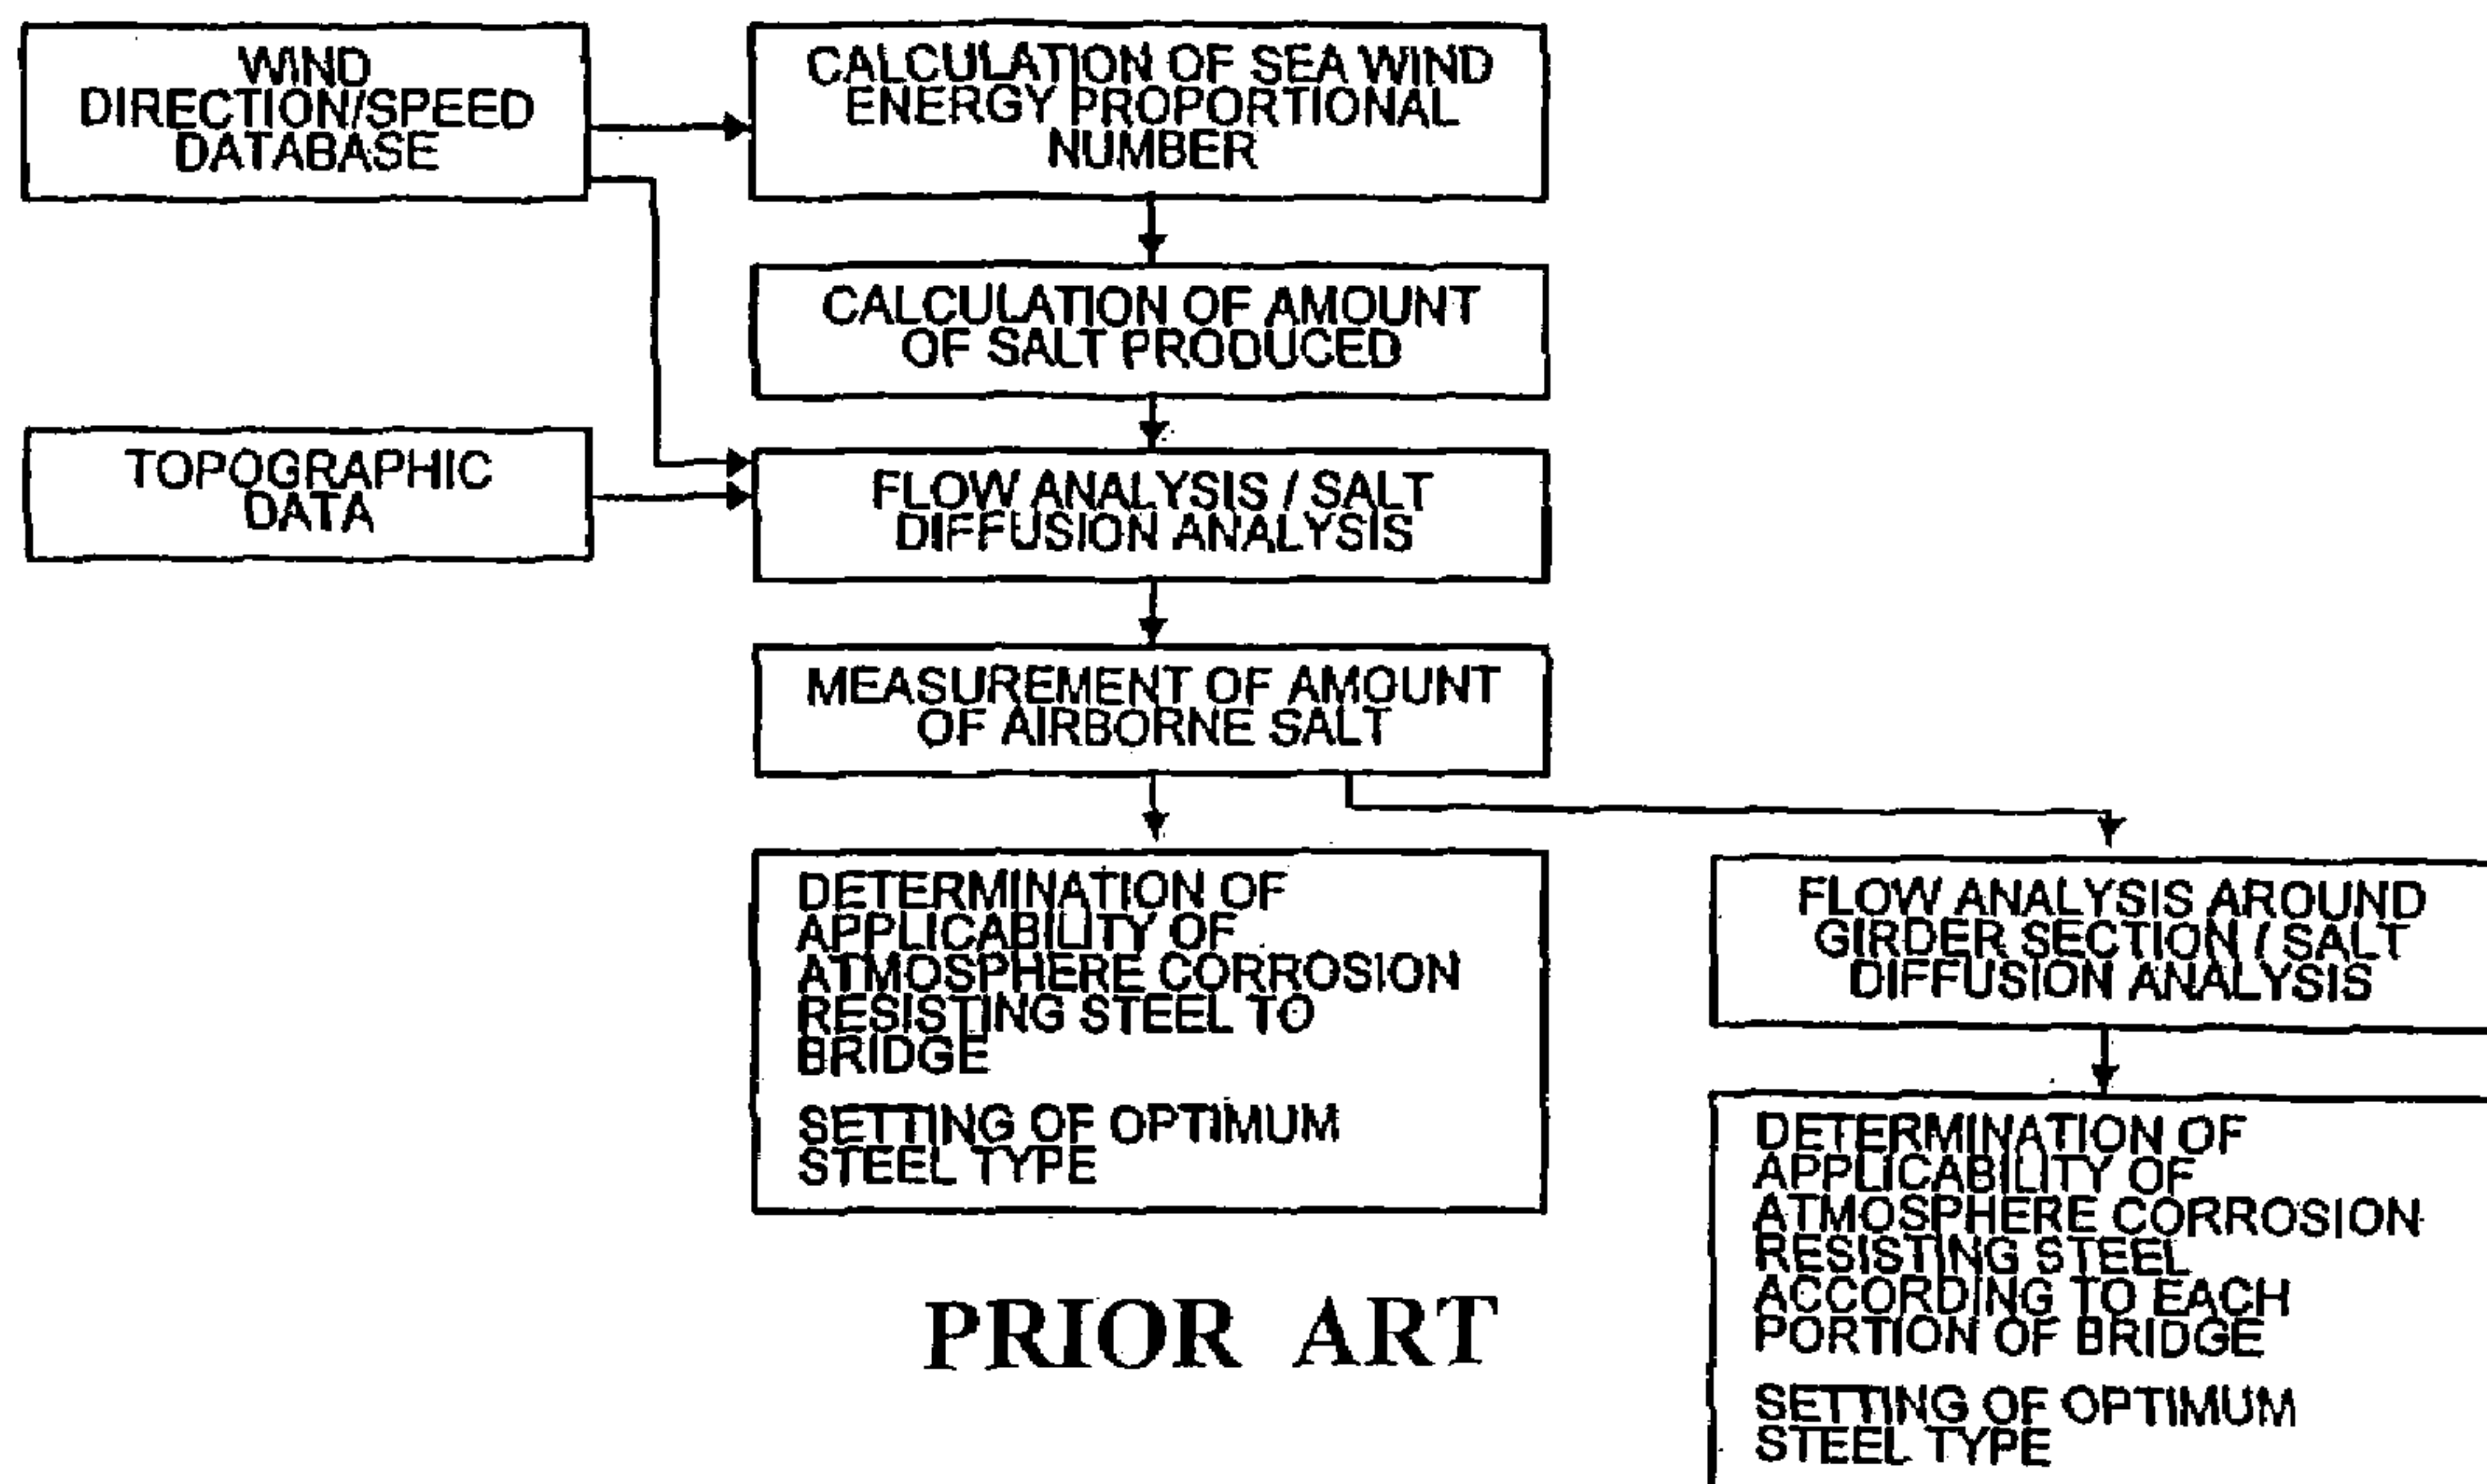 WIND
DIRECTION/SPEED
DATABASE
CALCULATION OF SEA WIND
ENERGY PROPORTIONAL
NUMBER
CALCULATION OF AMOUNT
OF SALT PRODUCED
TOPOGRAPHIC
DATA
FLOW ANALYSIS / SALT
DIFFUSION ANALYSIS
MEASUREMENT OF AMOUNT
OF AIRBORNE SALT
DETERMINATION OF
APPLICABILITY OF
ATMOSPHERE CORROSION
RESISTING STEEL TO
BRIDGE
SETTING OF OPTIMUM
STEEL TYPE
FLOW ANALYSIS AROUND
GIRDER SECTION / SALT
DIFFUSION ANALYSIS
DETERMINATION OF
APPLICABILITY OF
ATMOSPHERE CORROSION
RESISTING STEEL
ACCORDING TO EACH
PORTION OF BRIDGE
SETTING OF OPTIMUM
STEEL TYPE
PRIOR ART